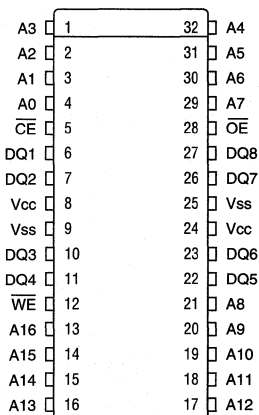 A3 1 32 A4
A2 2 31 A5
A1 3 30 A6
A0 4 29 A7
C̅E̅ 5 28 O̅E̅
DQ1 6 27 DQ8
DQ2 7 26 DQ7
Vcc 8 25 Vss
Vss 9 24 Vcc
DQ3 10 23 DQ6
DQ4 11 22 DQ5
W̅E̅ 12 21 A8
A16 13 20 A9
A15 14 19 A10
A14 15 18 A11
A13 16 17 A12